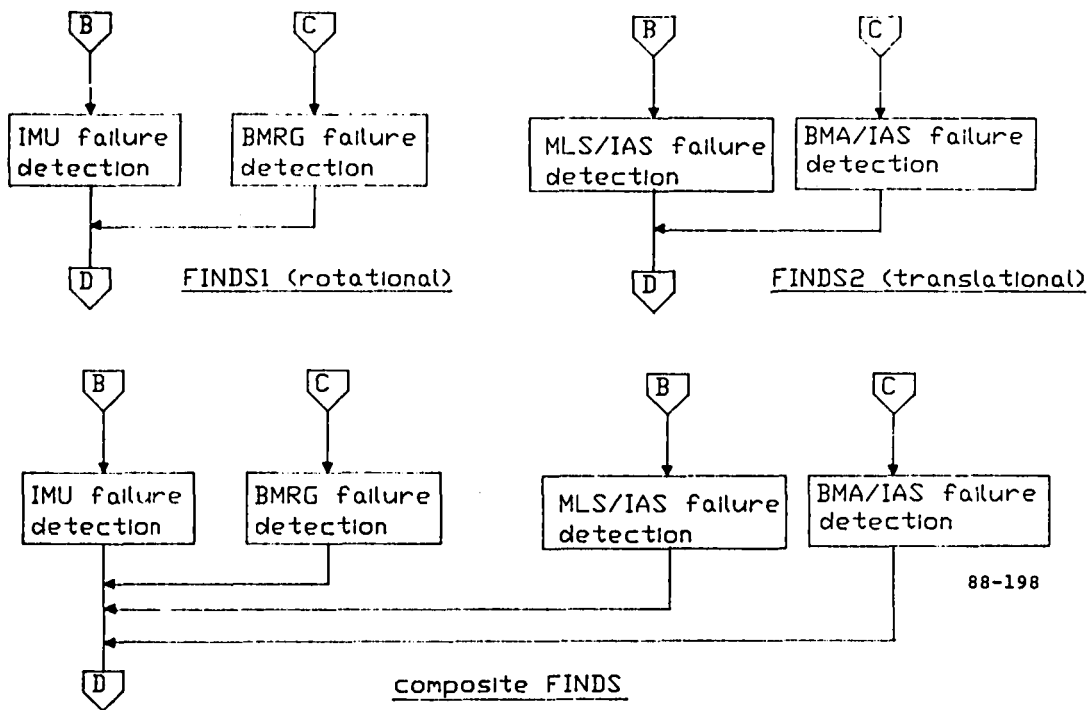 B
C
B
C
IMU failure
detection
BMRG failure
detection
MLS/IAS failure
detection
BMA/IAS failure
detection
D
FINDS1 (rotational)
D
FINDS2 (translational)
B
C
B
C
IMU failure
detection
BMRG failure
detection
MLS/IAS failure
detection
BMA/IAS failure
detection
88-198
D
composite FINDS